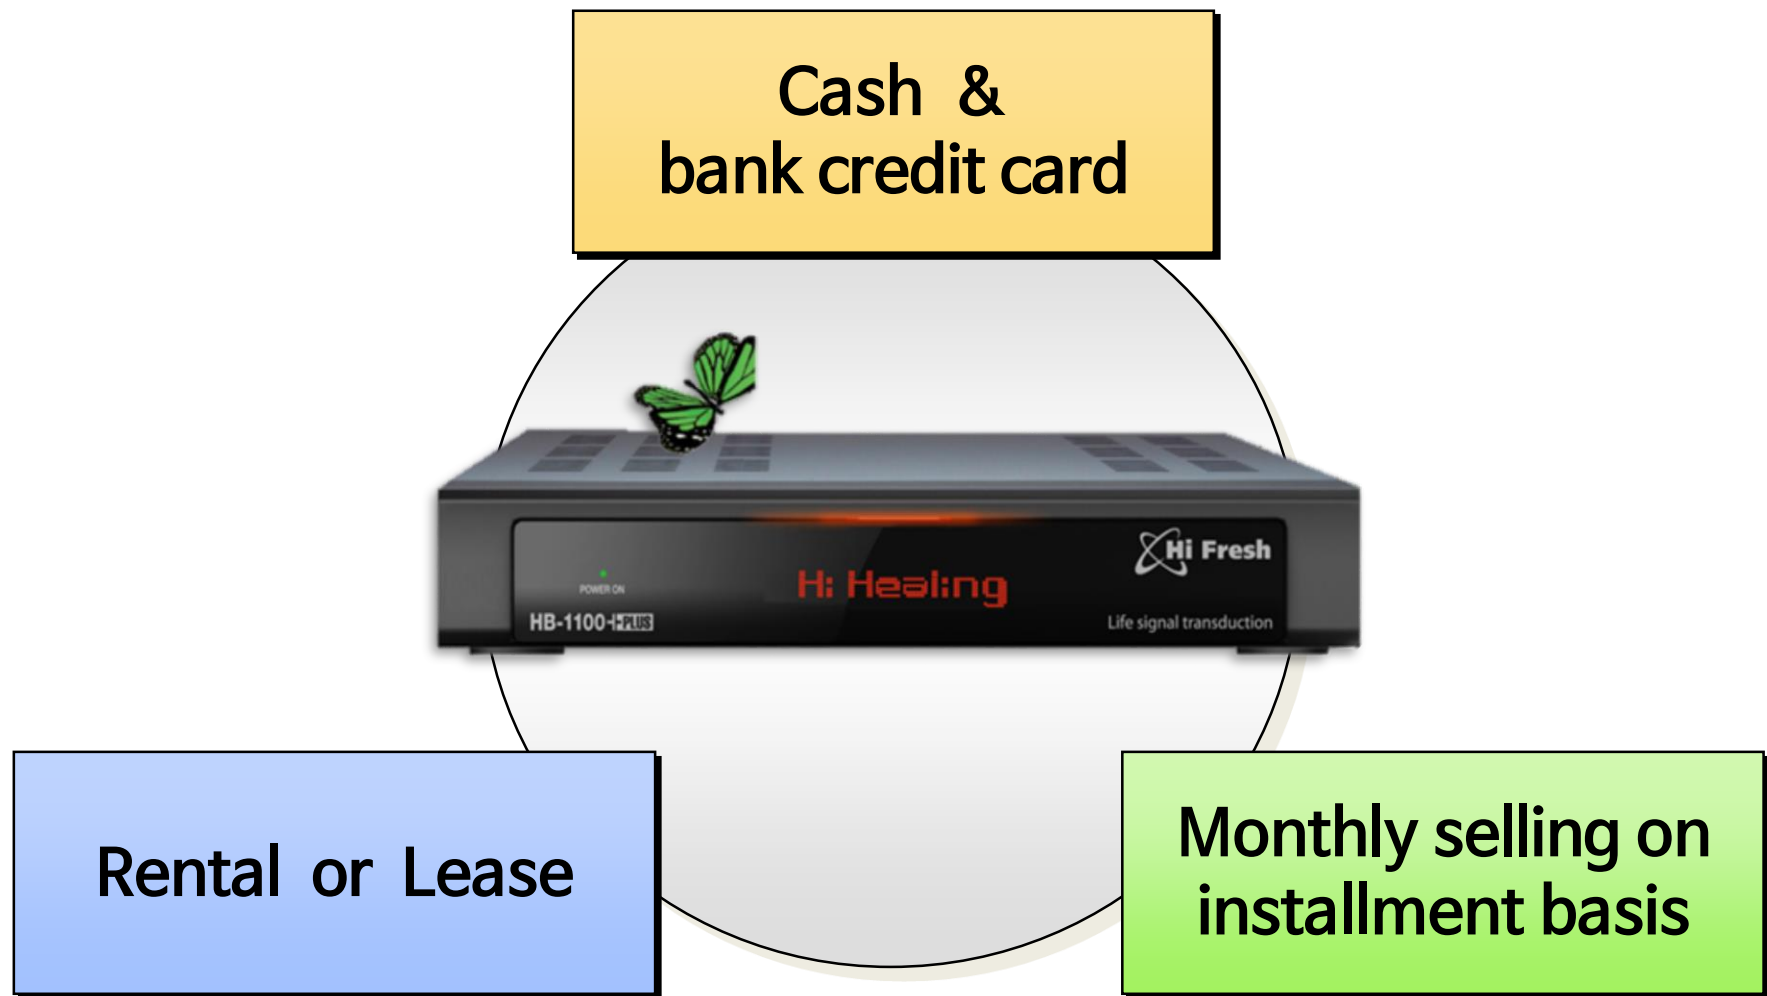 Cash &
bank credit card
Hi Fresh
Hi Healing
POWER ON
HB-1100+PLUS
Life signal transduction
Rental or Lease
Monthly selling on
installment basis